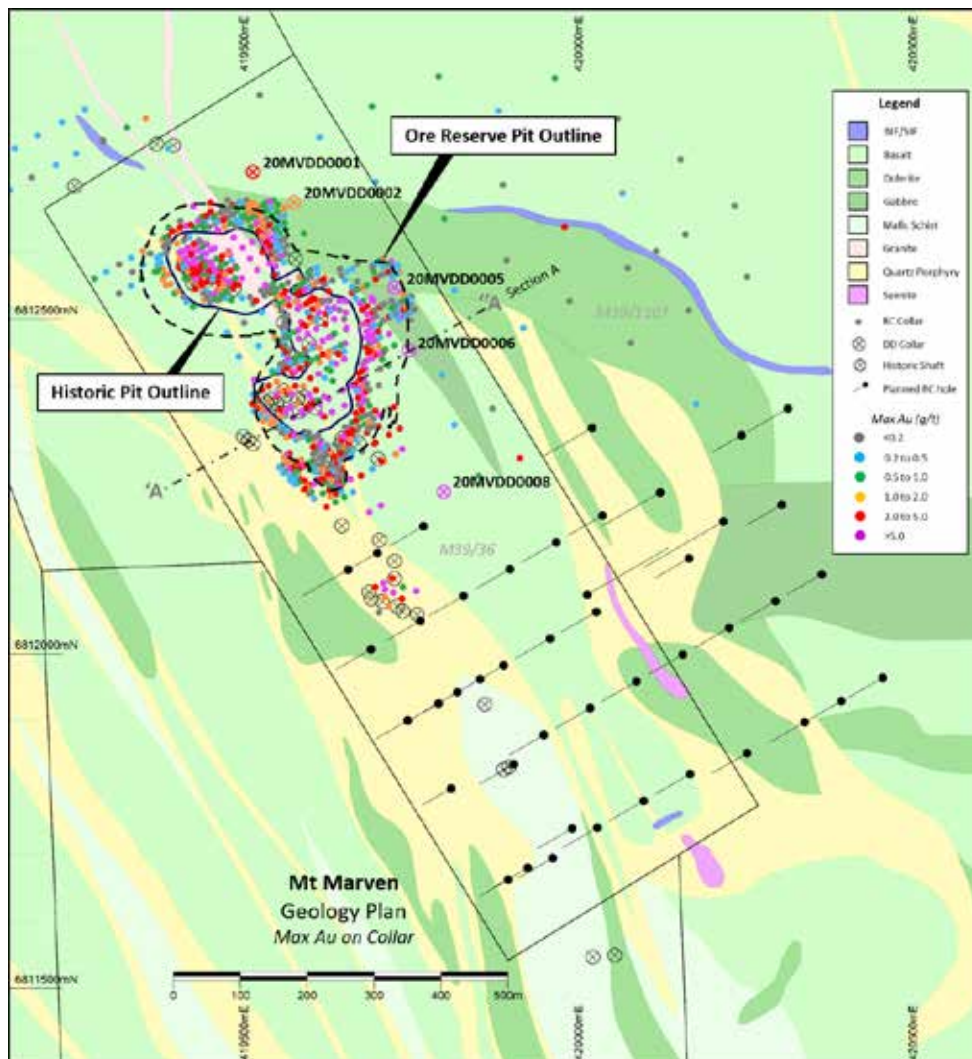 419500mE
420000mE
420500mE
Ore Reserve Pit Outline
20MVDD0001
20MVDD0002
20MVDD0005
Section A
"A
6812500mN
20MVDD0006
Historic Pit Outline
'A
20MVDD0008
M39/36
6812000mN
Mt Marven
Geology Plan
Max Au on Collar
0 100 200 300 400 500m
6811500mN
419500mE
420000mE
420500mE
Legend
BIF/SIF
Basalt
Dolerite
Gabbro
Mafic Schist
Granite
Quartz Porphyry
RC Collar
DD Collar
Historic Shaft
Planned RC hole
Max Au (g/t)
<0.2
0.2 to 0.5
0.5 to 1.0
1.0 to 2.0
2.0 to 5.0
>5.0